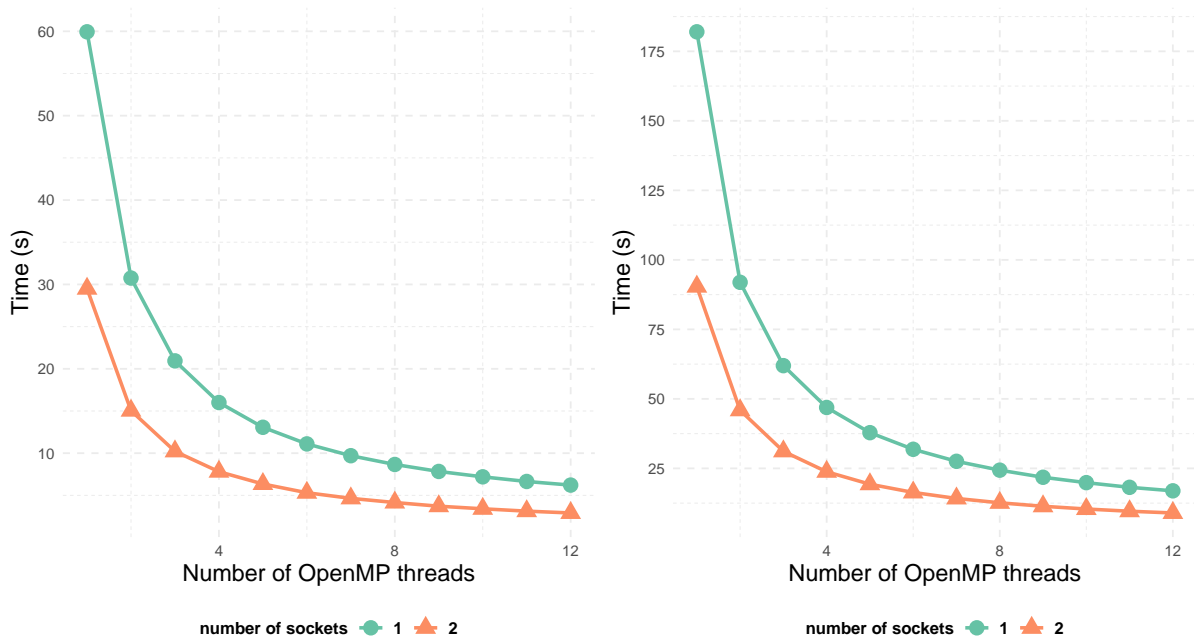 60
50
40
30
20
10
Time (s)
4 8 12
Number of OpenMP threads
number of sockets 1 2
175
150
125
100
75
50
25
Time (s)
4 8 12
Number of OpenMP threads
number of sockets 1 2